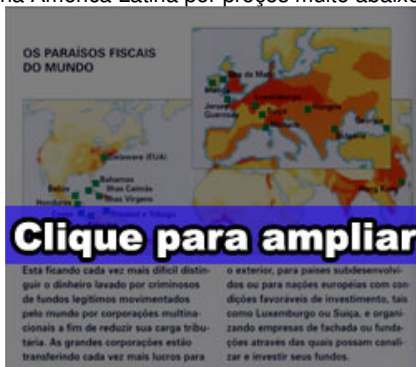 na América Latina por preços muito abaixo
OS PARAÍSOS FISCAIS
DO MUNDO
Ilha de Man
Jersey
Guernsey
Luxemburgo
Suíça
Hungria
Geórgia
Delaware (EUA)
Bahamas
Belize
Ilhas Caimãs
Ilhas Virgens
Honduras
Hong Kong
Trinidad e Tobago
Clique para ampliar
Está ficando cada vez mais difícil distin-
guir o dinheiro lavado por criminosos
de fundos legítimos movimentados
pelo mundo por corporações multina-
cionais a fim de reduzir sua carga tribu-
tária. As grandes corporações estão
transferindo cada vez mais lucros para
o exterior, para países subdesenvolvi-
dos ou para nações européias com con-
dições favoráveis de investimento, tais
como Luxemburgo ou Suíça, e organi-
zando empresas de fachada ou funda-
ções através das quais possam canali-
zar e investir seus fundos.